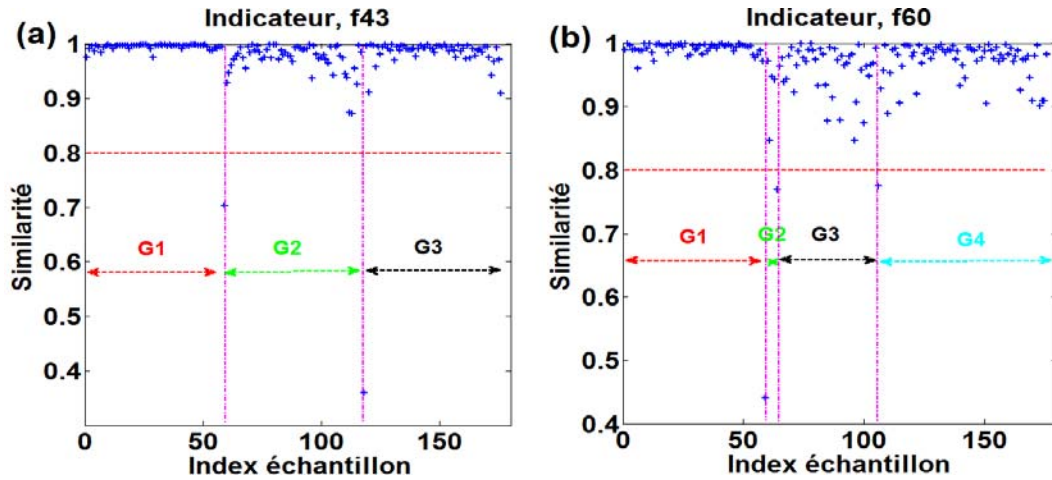 (a)
Indicateur, f43
1
0.9
0.8
0.7
0.6
0.5
0.4
Similarité
G1
G2
G3
0
50
100
150
Index échantillon
(b)
Indicateur, f60
1
0.9
0.8
0.7
0.6
0.5
0.4
Similarité
G1
G2
G3
G4
0
50
100
150
Index échantillon